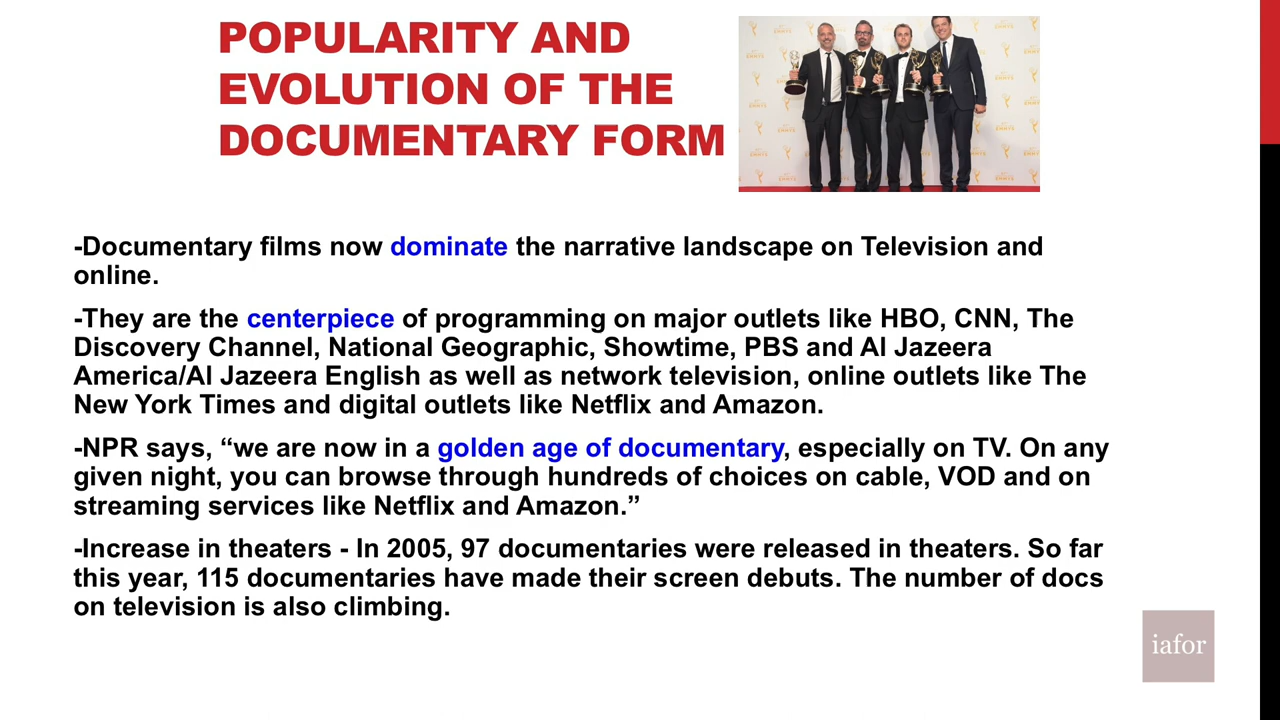 POPULARITY AND
EVOLUTION OF THE
DOCUMENTARY FORM
-Documentary films now dominate the narrative landscape on Television and
online.
-They are the centerpiece of programming on major outlets like HBO, CNN, The
Discovery Channel, National Geographic, Showtime, PBS and Al Jazeera
America/Al Jazeera English as well as network television, online outlets like The
New York Times and digital outlets like Netflix and Amazon.
-NPR says, “we are now in a golden age of documentary, especially on TV. On any
given night, you can browse through hundreds of choices on cable, VOD and on
streaming services like Netflix and Amazon.”
-Increase in theaters - In 2005, 97 documentaries were released in theaters. So far
this year, 115 documentaries have made their screen debuts. The number of docs
on television is also climbing.
iafor